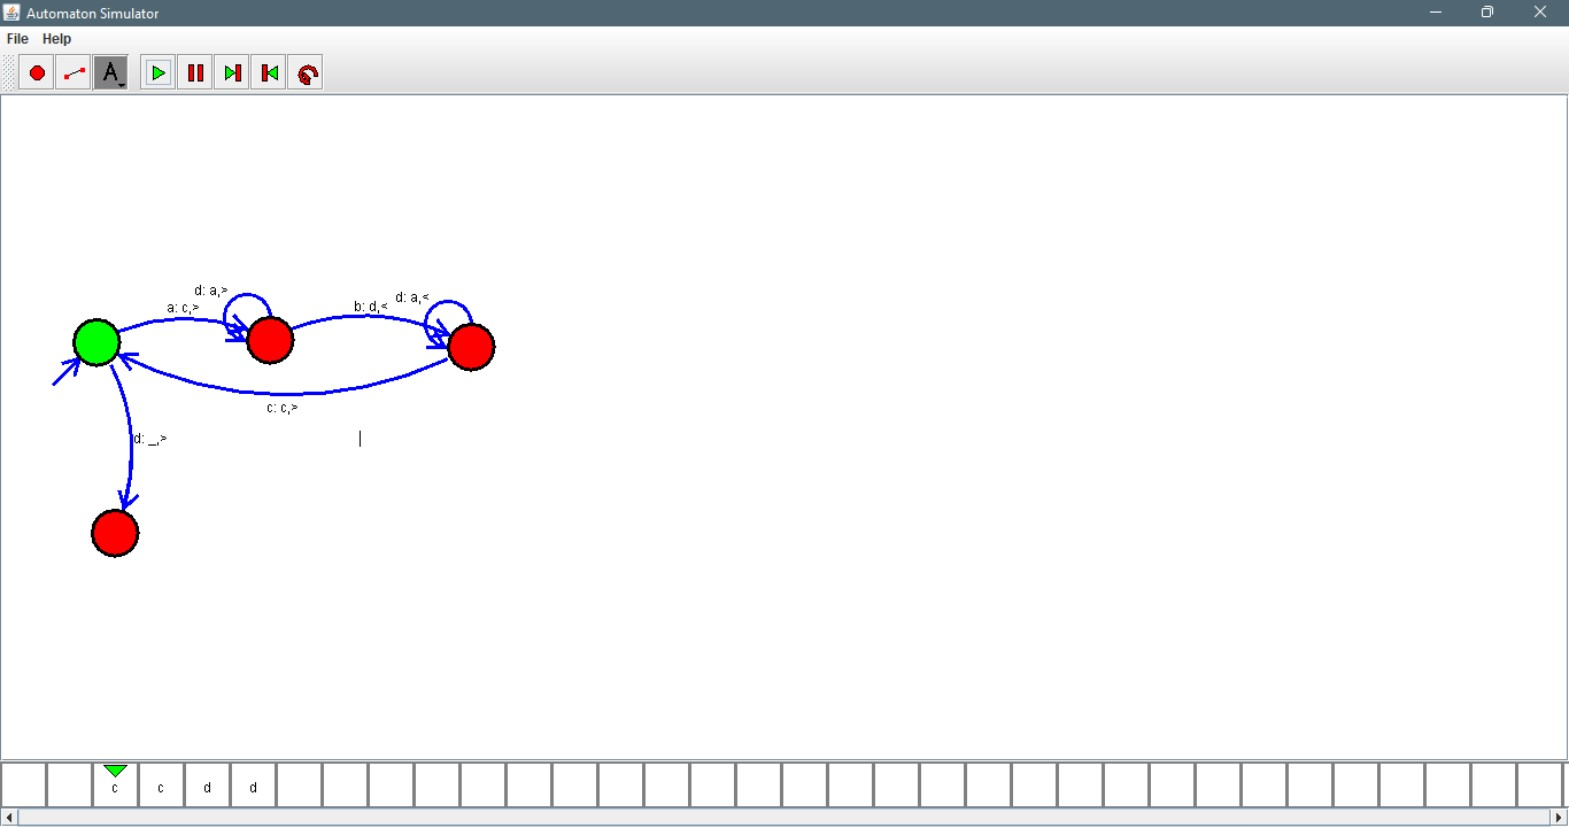 Automaton Simulator
File Help
A
d: a,>
a: c,>
b: d,<
d: a,<
c: c,>
d: _,>
c c d d